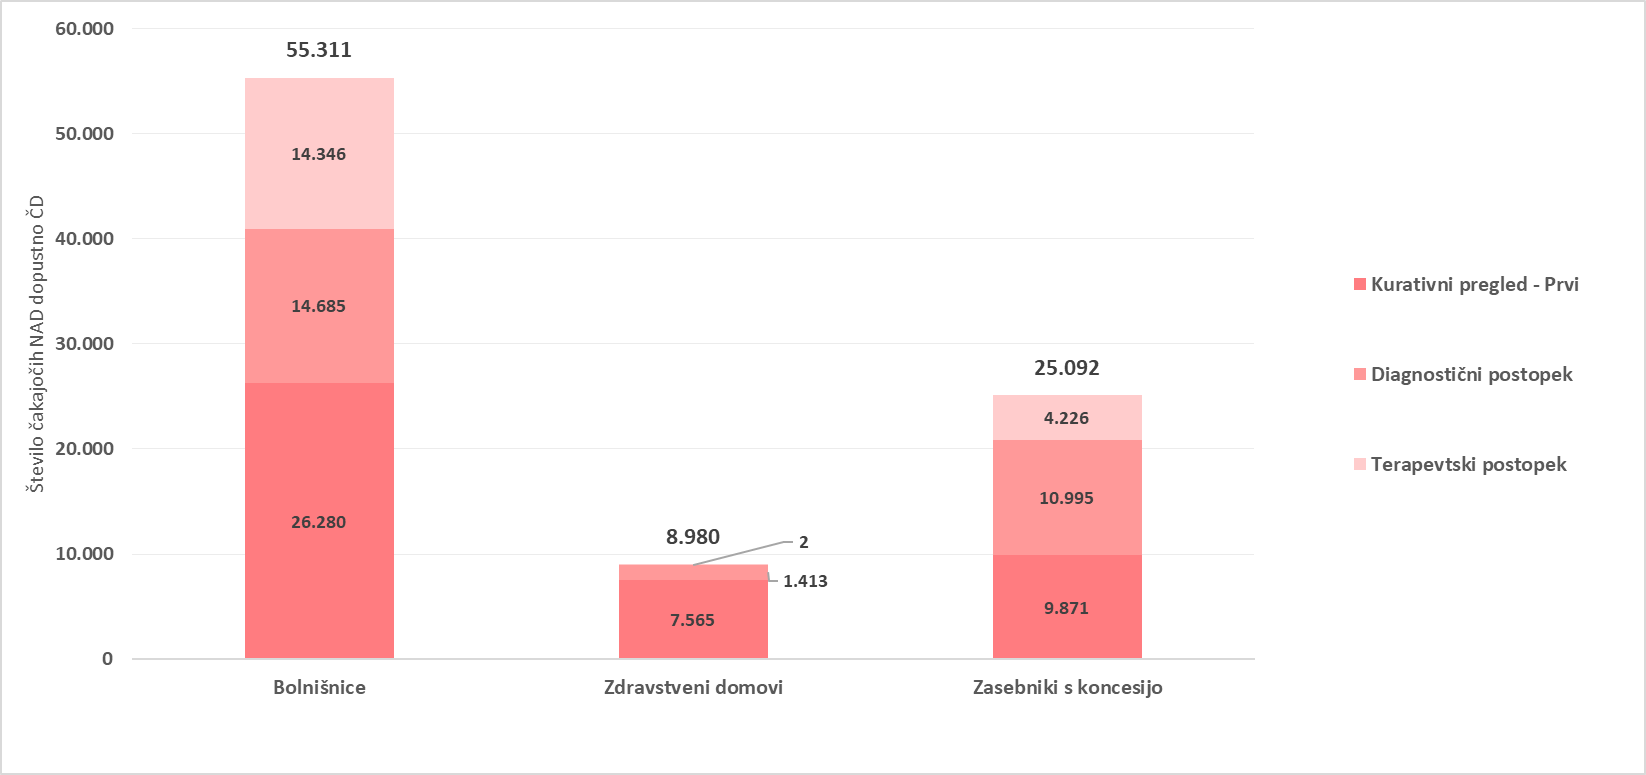 Število čakajočih NAD dopustno ČD
60.000
50.000
40.000
30.000
20.000
10.000
0
55.311
14.346
14.685
26.280
8.980
2
1.413
7.565
25.092
4.226
10.995
9.871
Bolnišnice
Zdravstveni domovi
Zasebniki s koncesijo
Kurativni pregled - Prvi
Diagnostični postopek
Terapevtski postopek